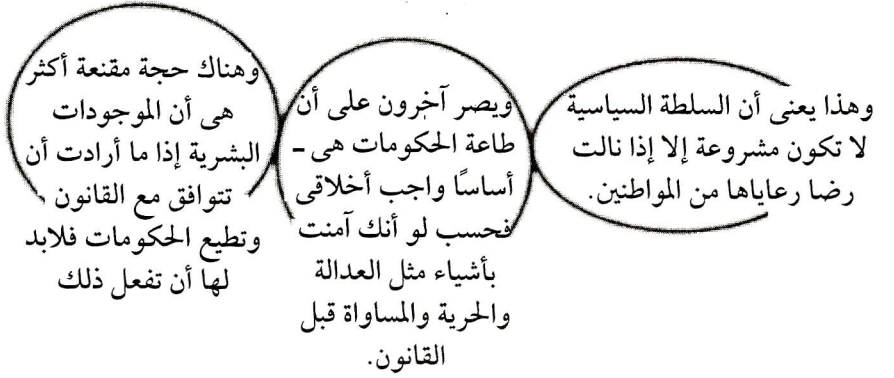 وهذا يعنى أن السلطة السياسية
لا تكون مشروعة إلا إذا نالت
رضا رعاياها من المواطنين.
ويصر آخرون على أن
طاعة الحكومات هى –
أساسًا واجب أخلاقى
فحسب لو أنك آمنت
بأشياء مثل العدالة
والحرية والمساواة قبل
القانون.
وهناك حجة مقنعة أكثر
هى أن الموجودات
البشرية إذا ما أرادت أن
تتوافق مع القانون
وتطيع الحكومات فلابد
لها أن تفعل ذلك